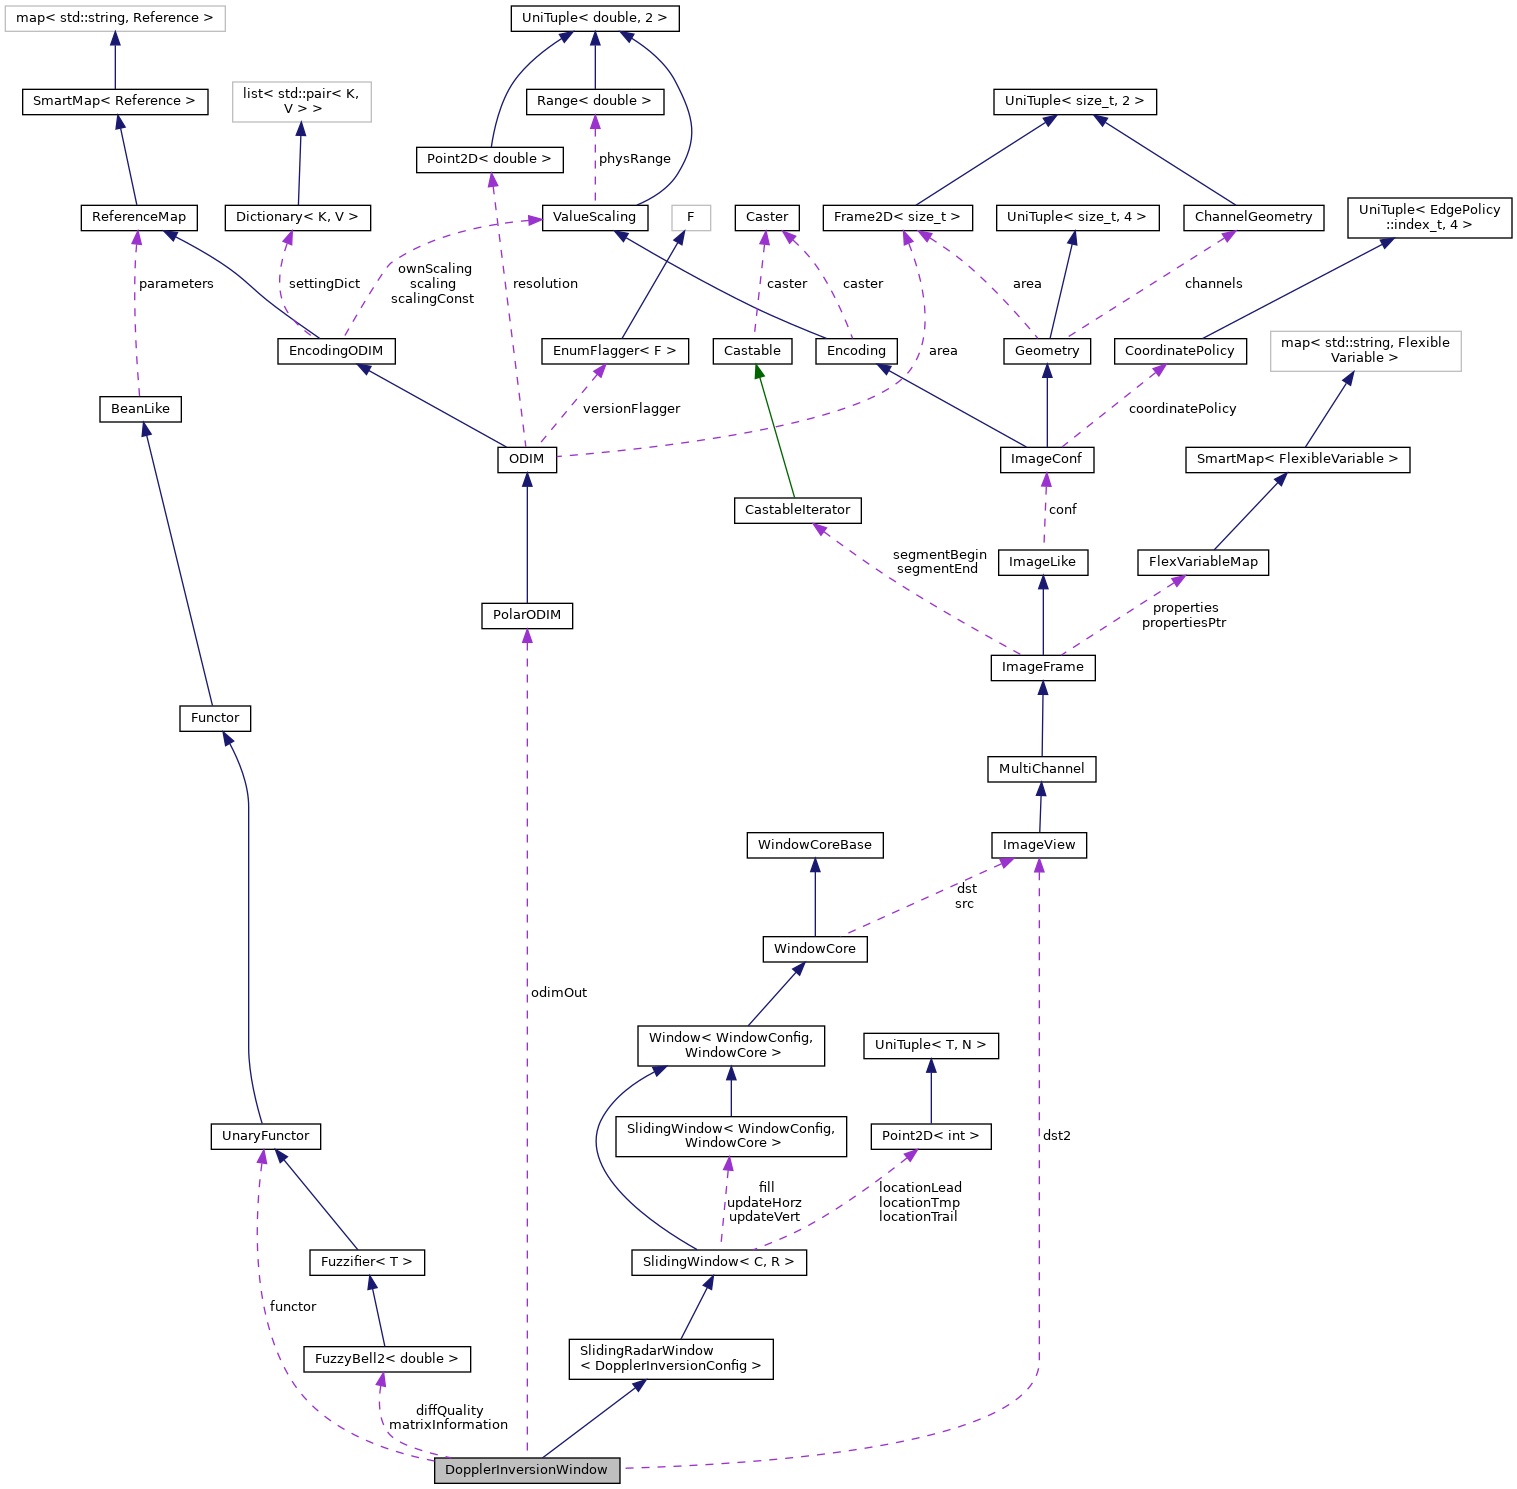 map< std::string, Reference >
UniTuple< double, 2 >
SmartMap< Reference >
list< std::pair< K,
V > >
Range< double >
UniTuple< size_t, 2 >
Point2D< double >
physRange
ReferenceMap
Dictionary< K, V >
ValueScaling
F
Caster
Frame2D< size_t >
UniTuple< size_t, 4 >
ChannelGeometry
UniTuple< EdgePolicy
::index_t, 4 >
parameters
settingDict
ownScaling
scaling
scalingConst
resolution
caster
caster
area
channels
EncodingODIM
EnumFlagger< F >
Castable
Encoding
area
Geometry
CoordinatePolicy
map< std::string, Flexible
Variable >
BeanLike
versionFlagger
coordinatePolicy
ODIM
ImageConf
SmartMap< FlexibleVariable >
CastableIterator
conf
segmentBegin
segmentEnd
ImageLike
FlexVariableMap
PolarODIM
properties
propertiesPtr
ImageFrame
Functor
MultiChannel
WindowCoreBase
ImageView
dst
src
WindowCore
odimOut
Window< WindowConfig,
WindowCore >
UniTuple< T, N >
UnaryFunctor
SlidingWindow< WindowConfig,
WindowCore >
Point2D< int >
dst2
fill
updateHorz
updateVert
locationLead
locationTmp
locationTrail
Fuzzifier< T >
SlidingWindow< C, R >
functor
FuzzyBell2< double >
SlidingRadarWindow
< DopplerInversionConfig >
diffQuality
matrixInformation
DopplerInversionWindow